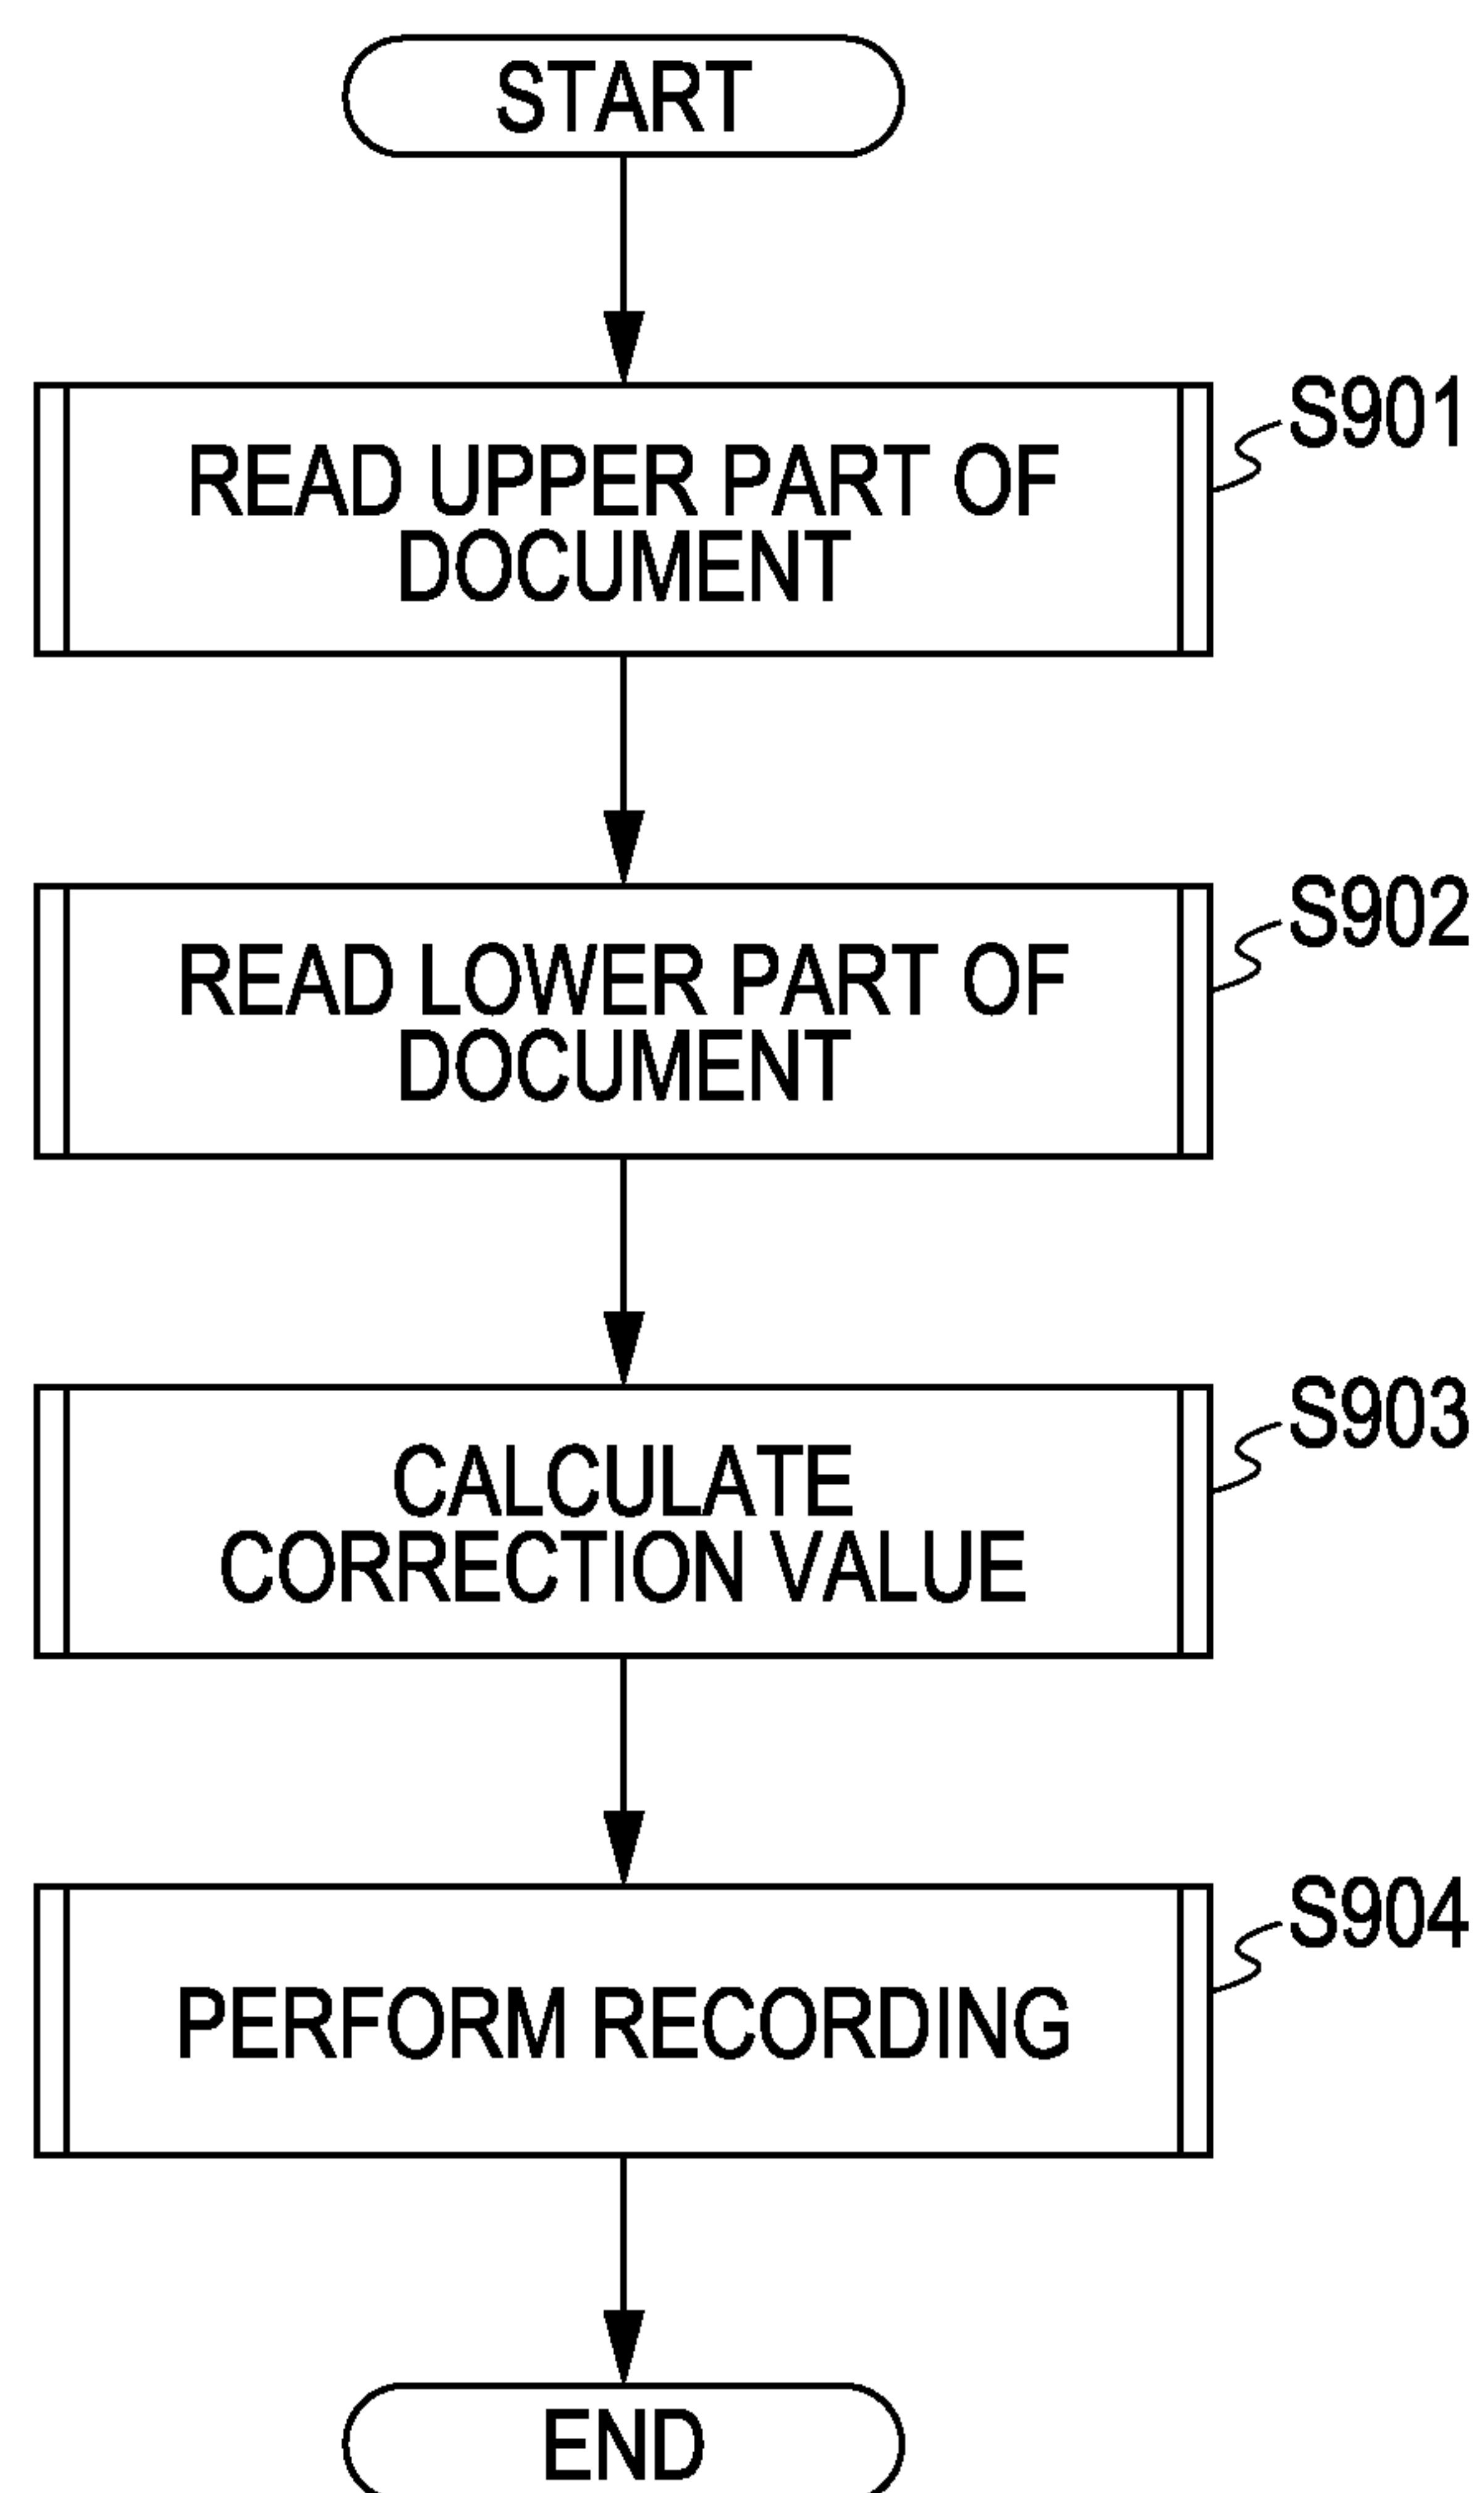 START
S901
READ UPPER PART OF
DOCUMENT
S902
READ LOWER PART OF
DOCUMENT
S903
CALCULATE
CORRECTION VALUE
S904
PERFORM RECORDING
END